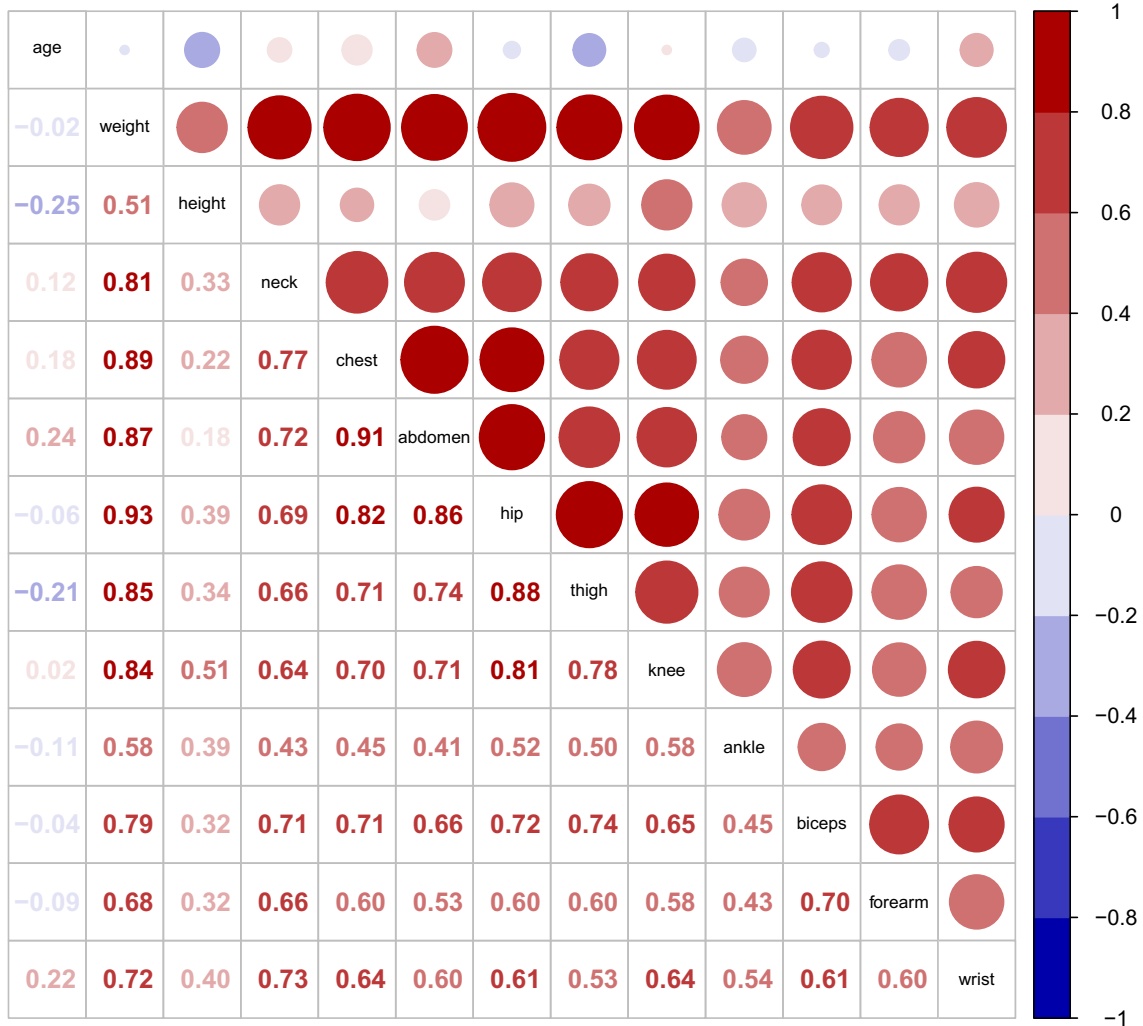 age
−0.02 weight
−0.25 0.51 height
0.12 0.81 0.33 neck
0.18 0.89 0.22 0.77 chest
0.24 0.87 0.18 0.72 0.91 abdomen
−0.06 0.93 0.39 0.69 0.82 0.86 hip
−0.21 0.85 0.34 0.66 0.71 0.74 0.88 thigh
0.02 0.84 0.51 0.64 0.70 0.71 0.81 0.78 knee
−0.11 0.58 0.39 0.43 0.45 0.41 0.52 0.50 0.58 ankle
−0.04 0.79 0.32 0.71 0.71 0.66 0.72 0.74 0.65 0.45 biceps
−0.09 0.68 0.32 0.66 0.60 0.53 0.60 0.60 0.58 0.43 0.70 forearm
0.22 0.72 0.40 0.73 0.64 0.60 0.61 0.53 0.64 0.54 0.61 0.60 wrist
1
0.8
0.6
0.4
0.2
0
−0.2
−0.4
−0.6
−0.8
−1